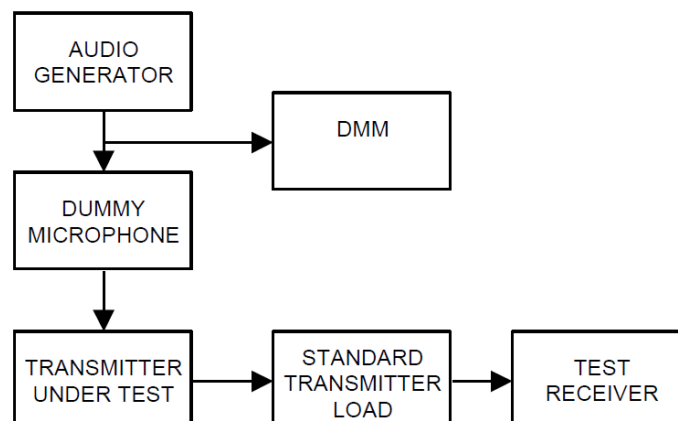 AUDIO
GENERATOR
DMM
DUMMY
MICROPHONE
TRANSMITTER
UNDER TEST
STANDARD
TRANSMITTER
LOAD
TEST
RECEIVER